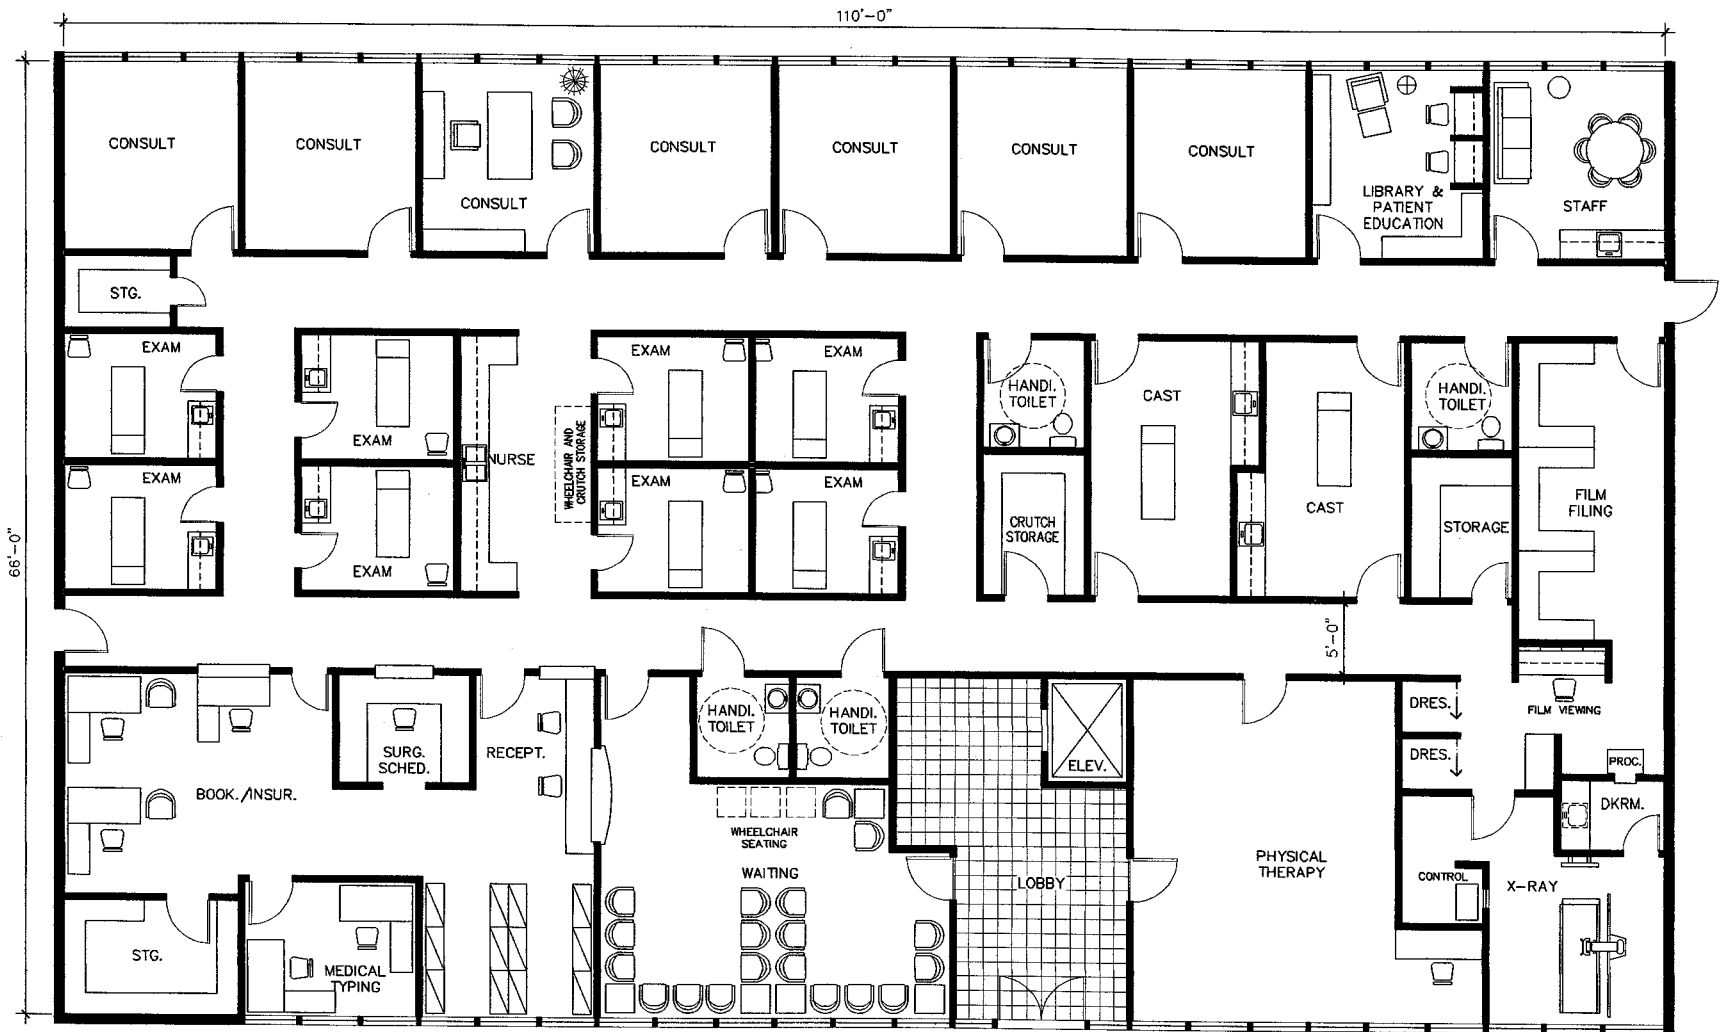 110'-0"
CONSULT
CONSULT
CONSULT
CONSULT
CONSULT
CONSULT
CONSULT
LIBRARY &
PATIENT
EDUCATION
STAFF
STG.
EXAM
EXAM
EXAM
EXAM
NURSE
WHEELCHAIR AND
CRUTCH STORAGE
EXAM
EXAM
EXAM
EXAM
HANDI.
TOILET
CRUTCH
STORAGE
CAST
CAST
HANDI.
TOILET
STORAGE
FILM
FILING
66'-0"
5'-0"
BOOK./INSUR.
SURG.
SCHED.
RECEPT.
HANDI.
TOILET
HANDI.
TOILET
ELEV.
DRES.
DRES.
FILM VIEWING
PROC.
DKRM.
WHEELCHAIR
SEATING
WAITING
LOBBY
PHYSICAL
THERAPY
CONTROL
X-RAY
STG.
MEDICAL
TYPING